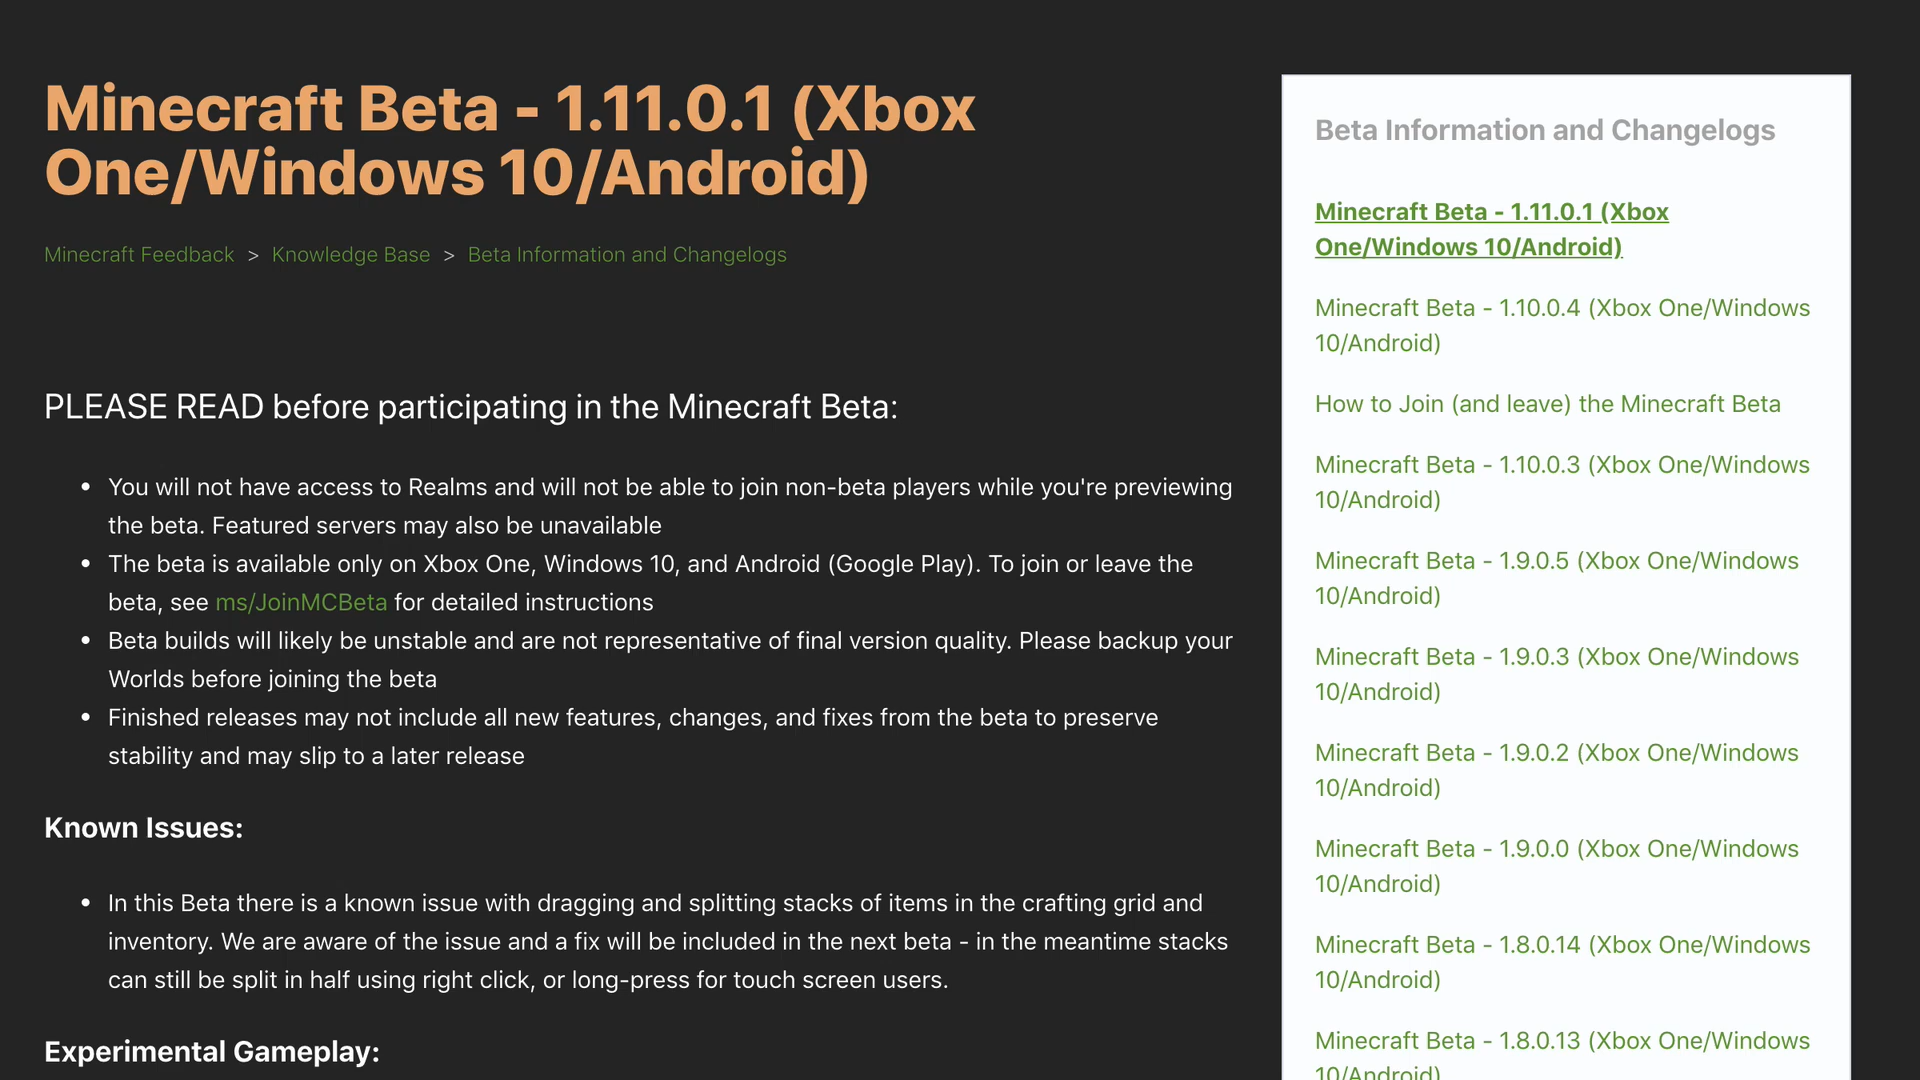 Minecraft Beta - 1.11.0.1 (Xbox
One/Windows 10/Android)
Minecraft Feedback > Knowledge Base > Beta Information and Changelogs
PLEASE READ before participating in the Minecraft Beta:
• You will not have access to Realms and will not be able to join non-beta players while you're previewing
the beta. Featured servers may also be unavailable
• The beta is available only on Xbox One, Windows 10, and Android (Google Play). To join or leave the
beta, see ms/JoinMCBeta for detailed instructions
• Beta builds will likely be unstable and are not representative of final version quality. Please backup your
Worlds before joining the beta
• Finished releases may not include all new features, changes, and fixes from the beta to preserve
stability and may slip to a later release
Known Issues:
• In this Beta there is a known issue with dragging and splitting stacks of items in the crafting grid and
inventory. We are aware of the issue and a fix will be included in the next beta - in the meantime stacks
can still be split in half using right click, or long-press for touch screen users.
Experimental Gameplay:
Beta Information and Changelogs
Minecraft Beta - 1.11.0.1 (Xbox
One/Windows 10/Android)
Minecraft Beta - 1.10.0.4 (Xbox One/Windows
10/Android)
How to Join (and leave) the Minecraft Beta
Minecraft Beta - 1.10.0.3 (Xbox One/Windows
10/Android)
Minecraft Beta - 1.9.0.5 (Xbox One/Windows
10/Android)
Minecraft Beta - 1.9.0.3 (Xbox One/Windows
10/Android)
Minecraft Beta - 1.9.0.2 (Xbox One/Windows
10/Android)
Minecraft Beta - 1.9.0.0 (Xbox One/Windows
10/Android)
Minecraft Beta - 1.8.0.14 (Xbox One/Windows
10/Android)
Minecraft Beta - 1.8.0.13 (Xbox One/Windows
10/Android)